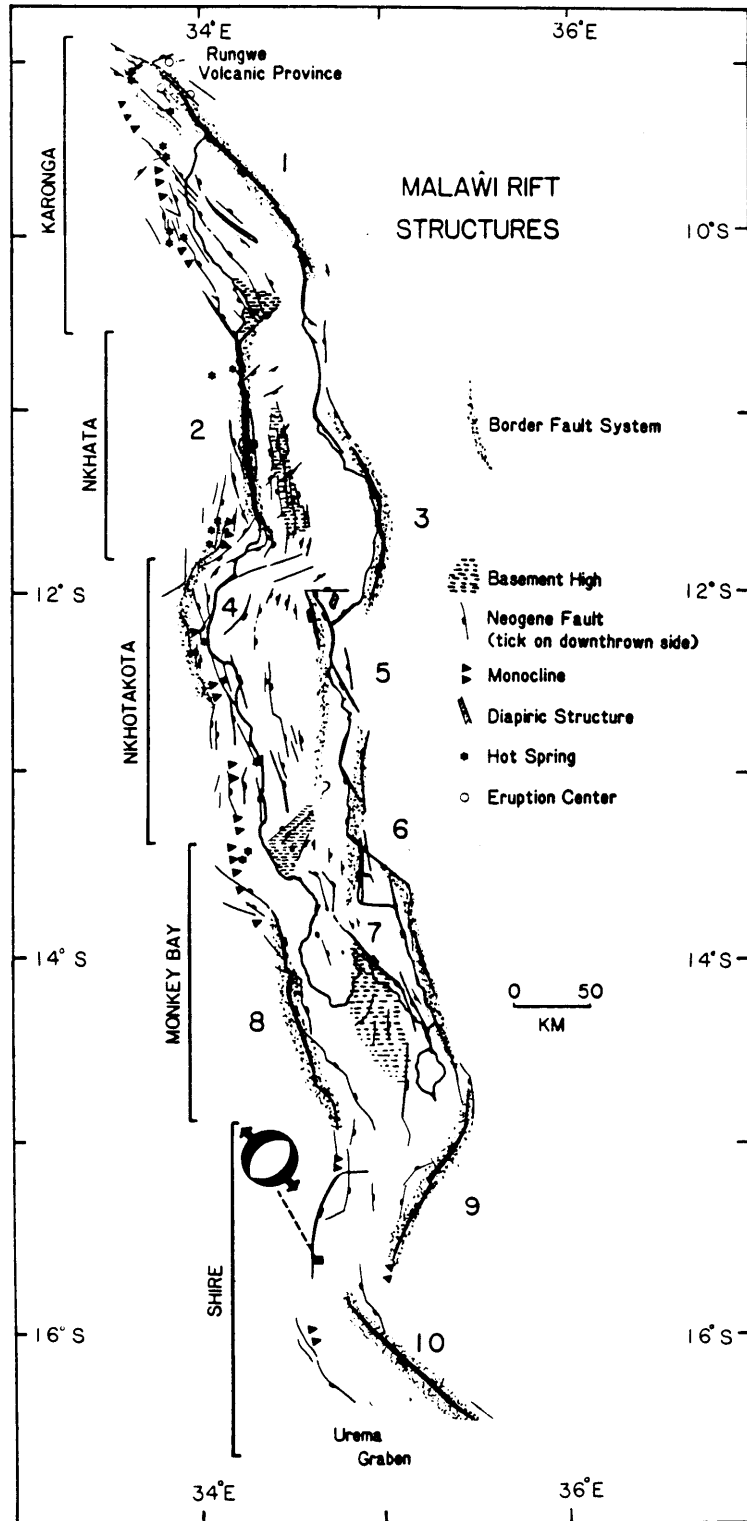 34°E
36°E
Rungwe
Volcanic Province
KARONGA
1
MALAŴI RIFT
STRUCTURES
10°S
NKHATA
2
Border Fault System
3
12°S
12°S
Basement High
4
Neogene Fault
(tick on downthrown side)
NKHOTAKOTA
5
Monocline
Diapiric Structure
Hot Spring
?
Eruption Center
6
7
14°S
14°S
MONKEY BAY
8
0 50
KM
9
SHIRE
16°S
10
16°S
Urema
Graben
34°E
36°E